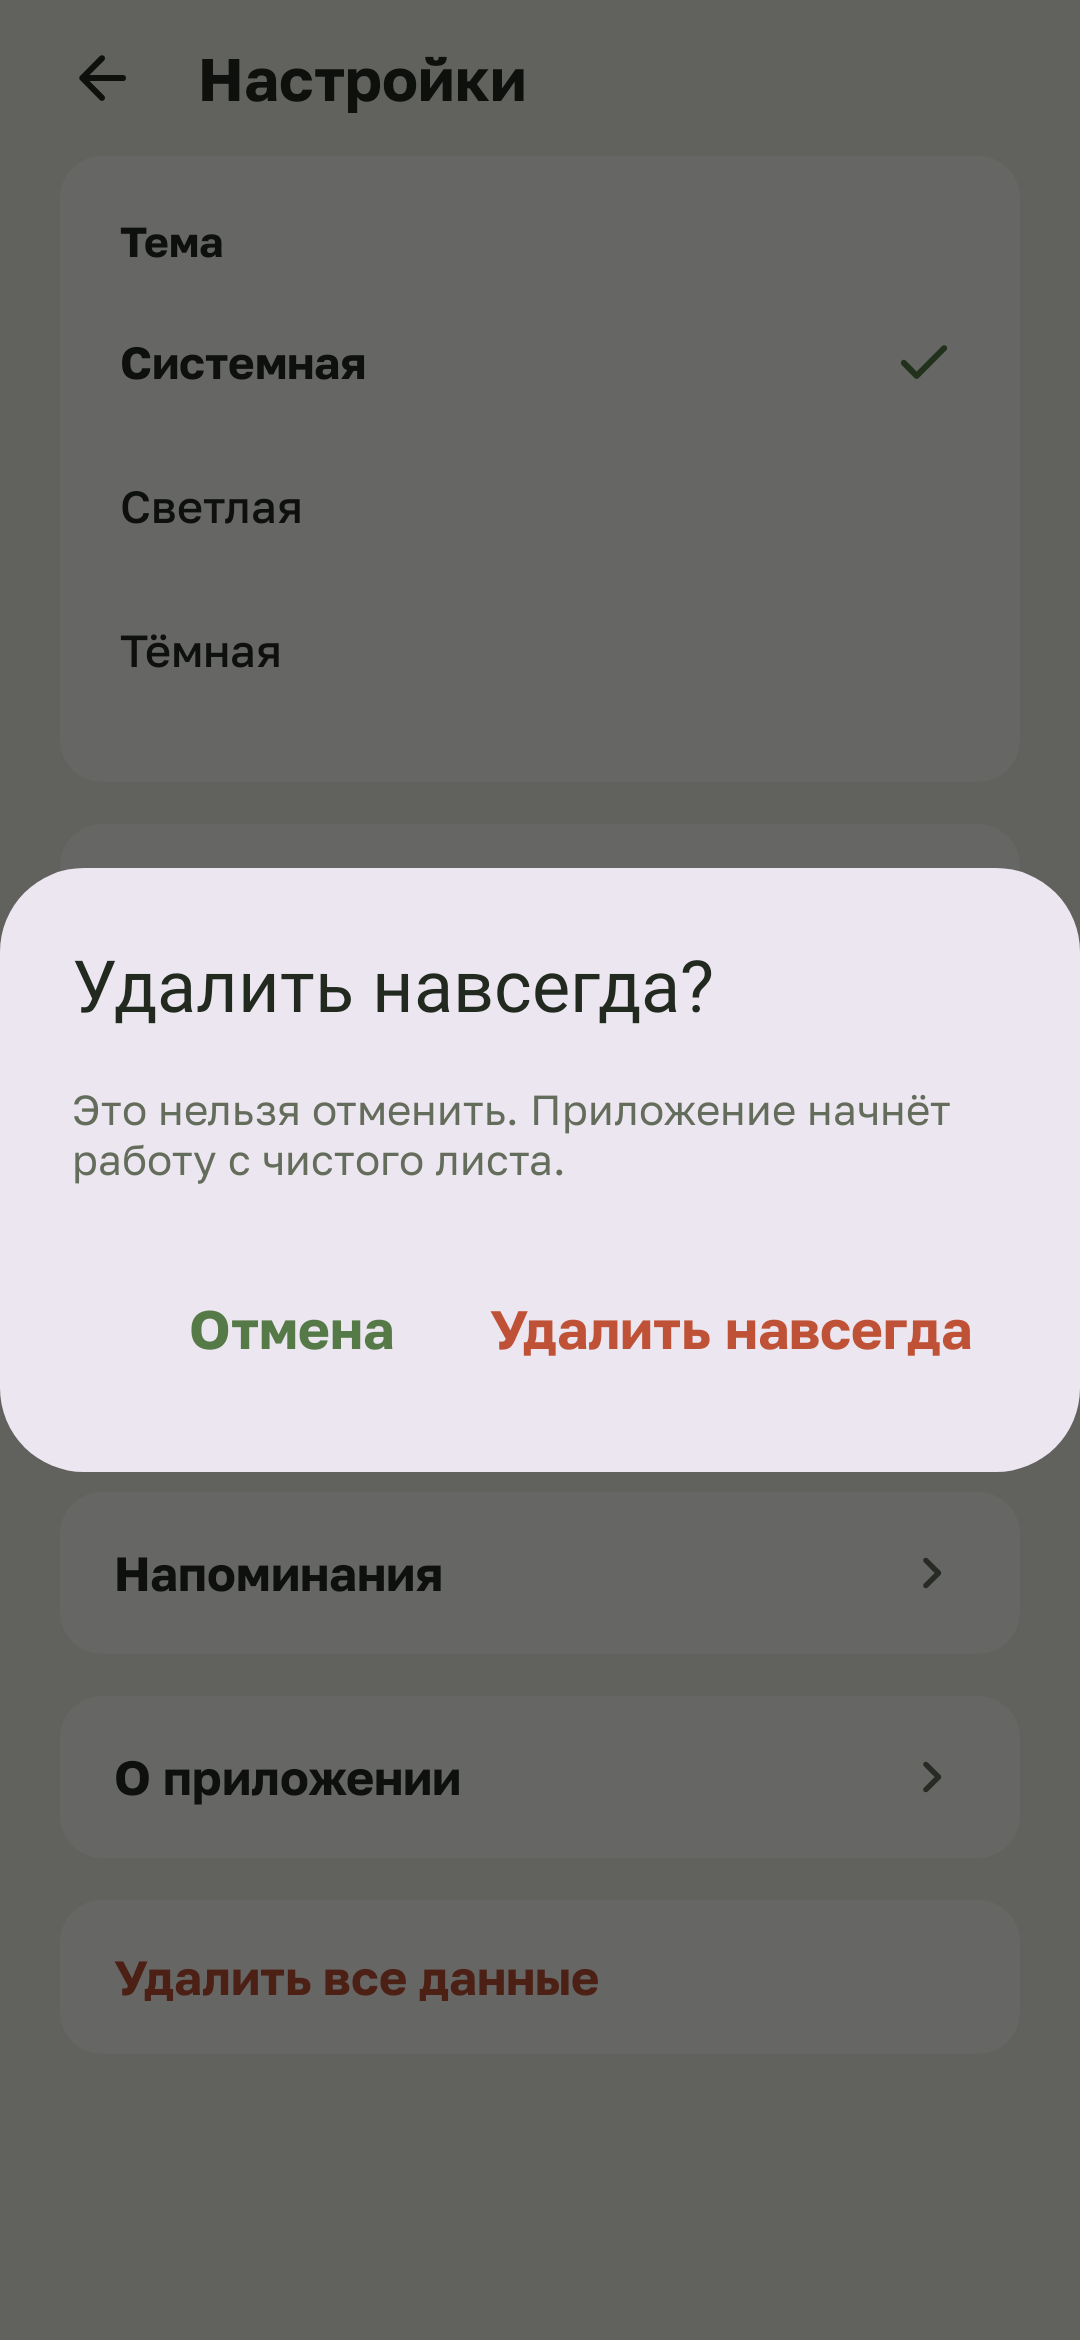 Настройки
Тема
Системная
Светлая
Тёмная
Удалить навсегда?
Это нельзя отменить. Приложение начнёт
работу с чистого листа.
Отмена
Удалить навсегда
Напоминания
О приложении
Удалить все данные